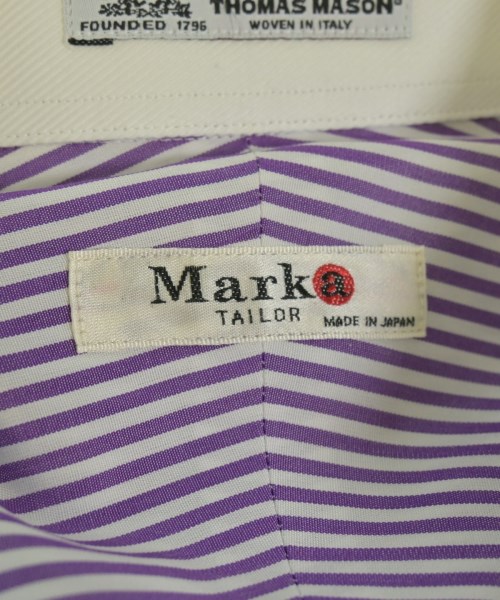 THOMAS MASON®
FOUNDED 1796 WOVEN IN ITALY
Marka
TAILOR MADE IN JAPAN